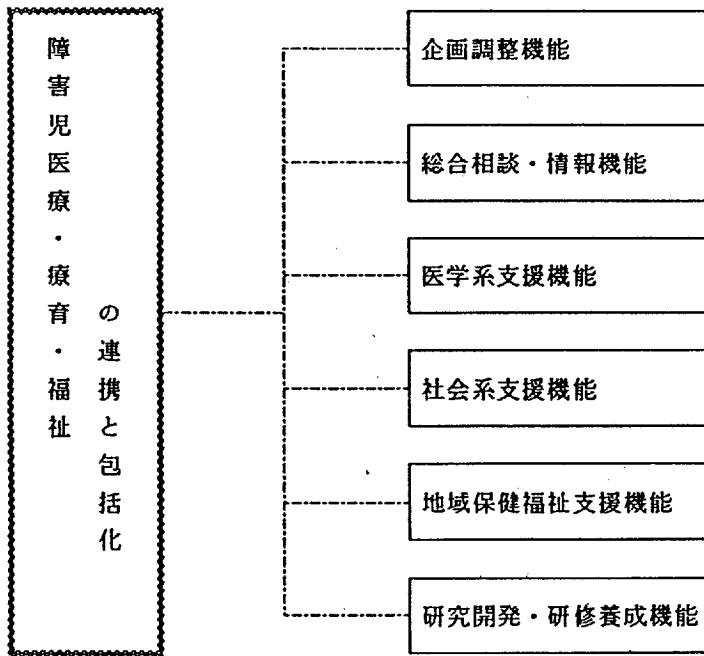 障害児医療・療育・福祉
の連携と包括化
企画調整機能
総合相談・情報機能
医学系支援機能
社会系支援機能
地域保健福祉支援機能
研究開発・研修養成機能